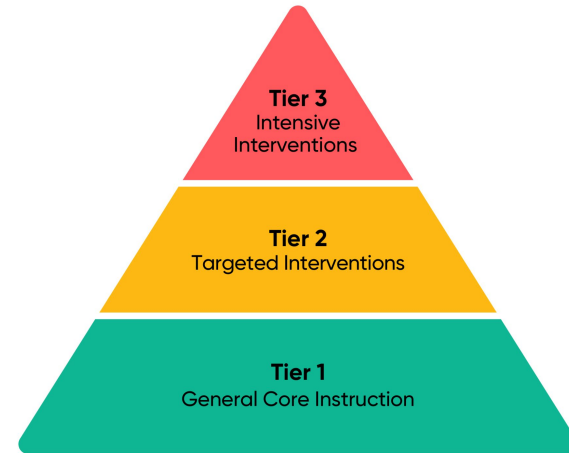 Tier 3
Intensive
Interventions
Tier 2
Targeted Interventions
Tier 1
General Core Instruction